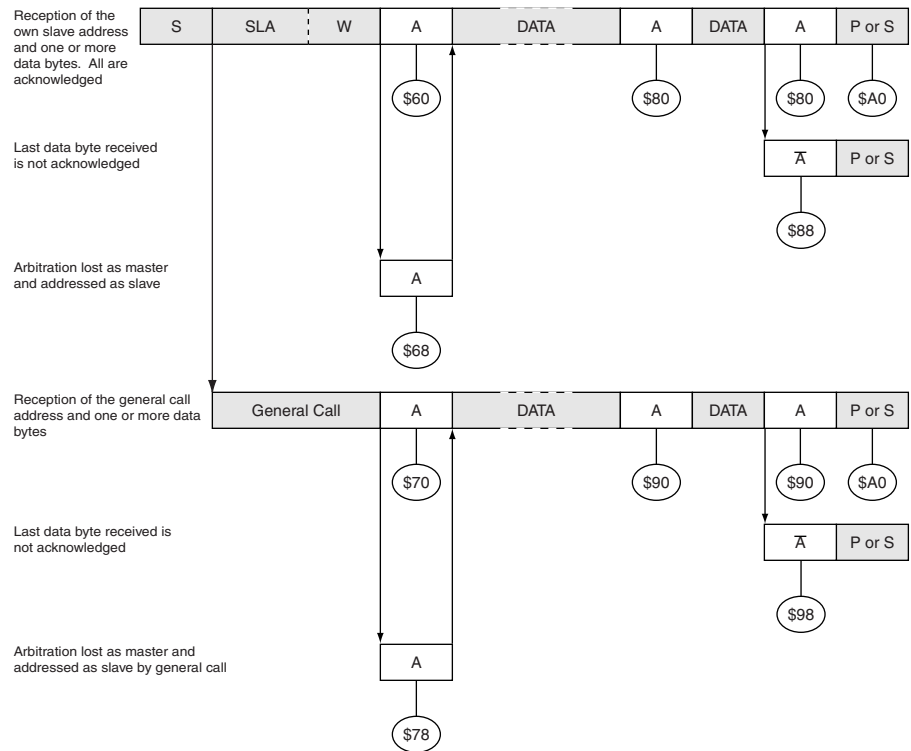 Reception of the
own slave address
and one or more
data bytes. All are
acknowledged
S SLA W A DATA A DATA A P or S
$60 $80 $80 $A0
Last data byte received
is not acknowledged
A̅ P or S
$88
Arbitration lost as master
and addressed as slave
A
$68
Reception of the general call
address and one or more data
bytes
General Call A DATA A DATA A P or S
$70 $90 $90 $A0
Last data byte received is
not acknowledged
A̅ P or S
$98
Arbitration lost as master and
addressed as slave by general call
A
$78